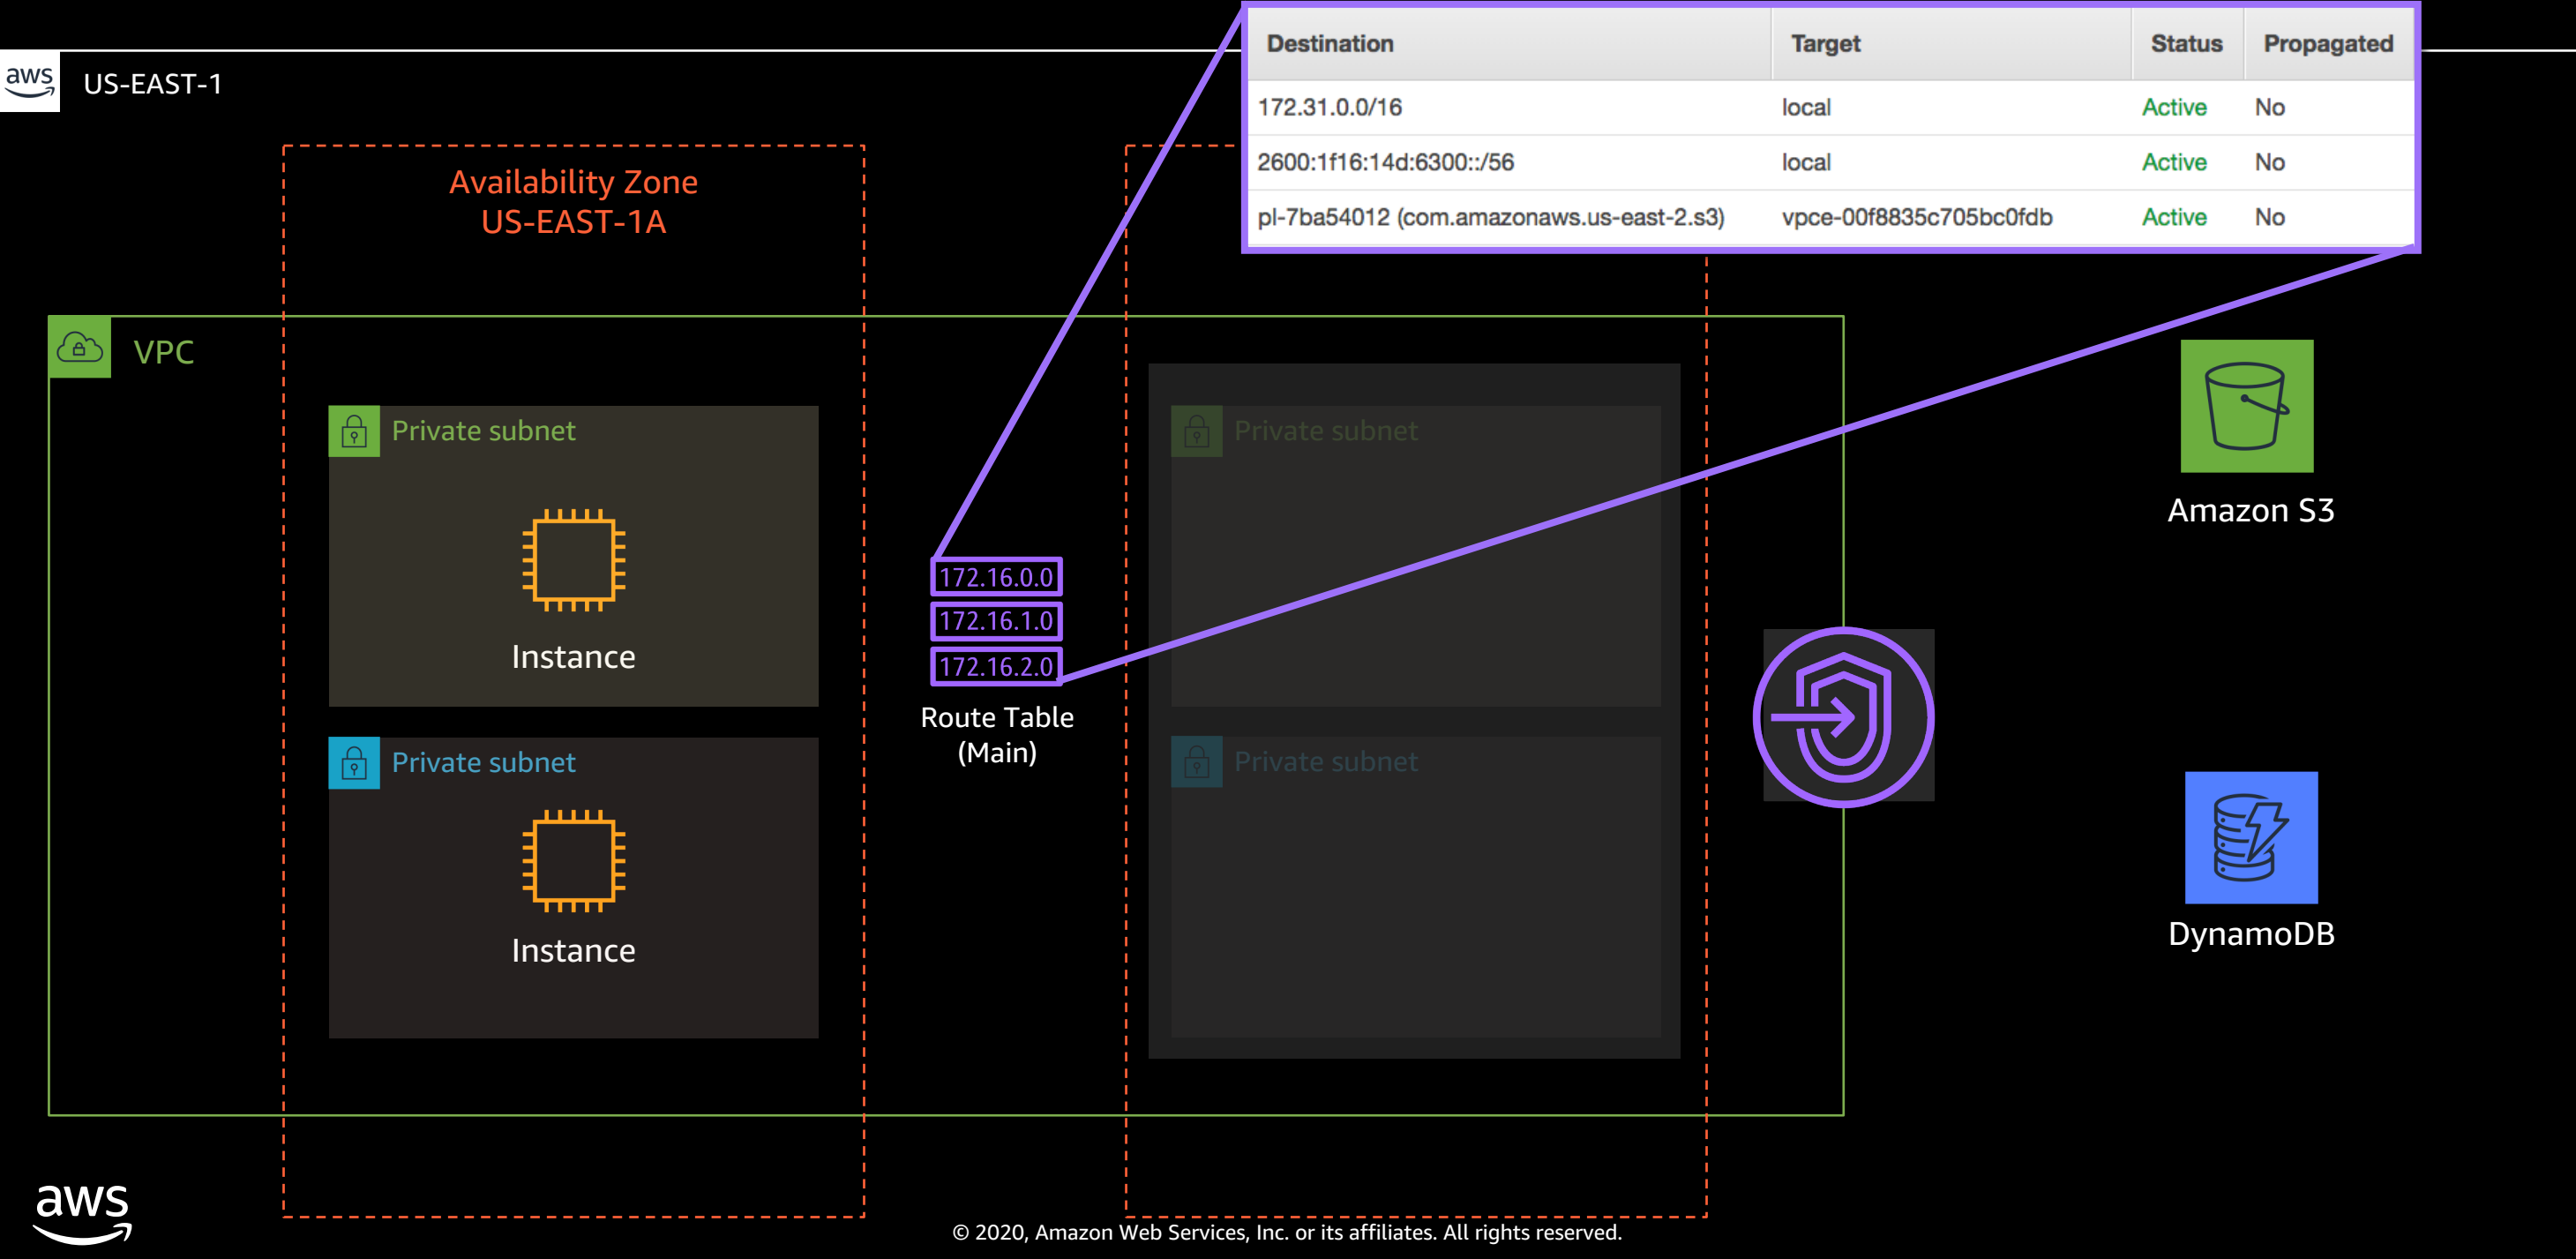 Destination Target Status Propagated
172.31.0.0/16 local Active No
2600:1f16:14d:6300::/56 local Active No
pl-7ba54012 (com.amazonaws.us-east-2.s3) vpce-00f8835c705bc0fdb Active No
aws US-EAST-1
Availability Zone
US-EAST-1A
VPC
Private subnet
Instance
Private subnet
Instance
172.16.0.0
172.16.1.0
172.16.2.0
Route Table
(Main)
Private subnet
Private subnet
Amazon S3
DynamoDB
aws
© 2020, Amazon Web Services, Inc. or its affiliates. All rights reserved.